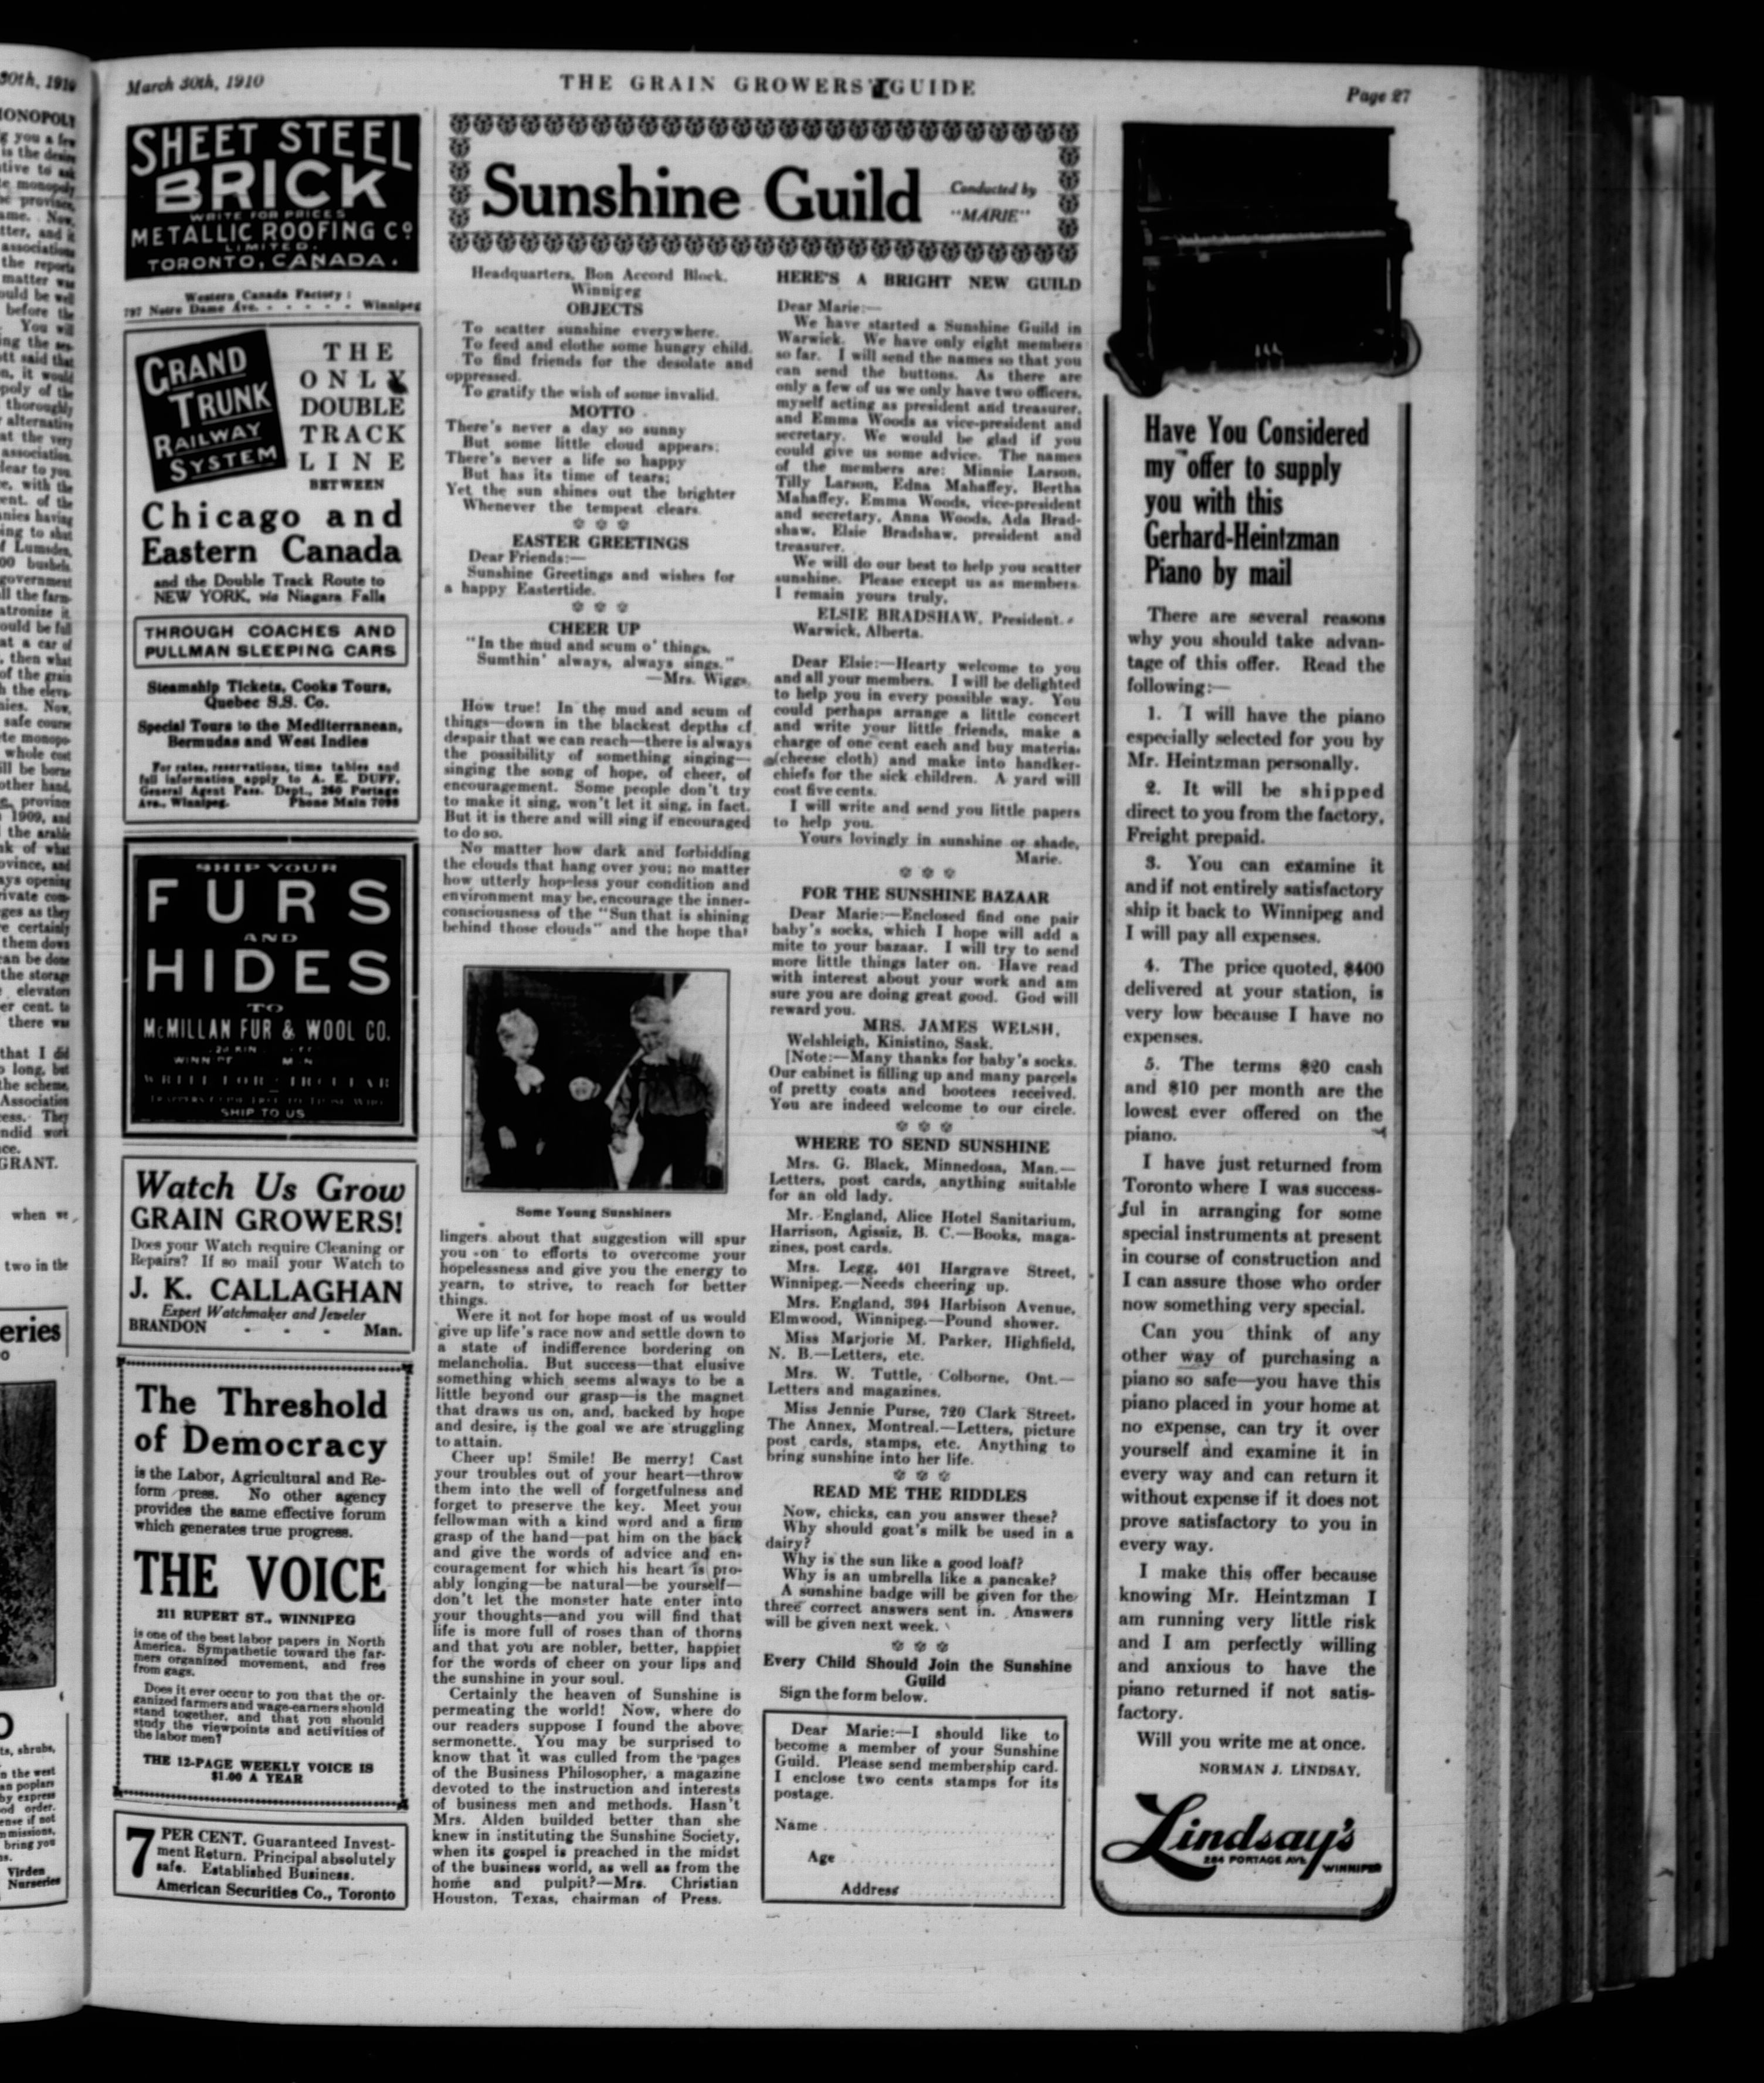 March 30th, 1910
THE GRAIN GROWERS' GUIDE
Page 27
SHEET STEEL
BRICK
WRITE FOR PRICES
METALLIC ROOFING Co
LIMITED.
TORONTO, CANADA.
Western Canada Factory:
797 Notre Dame Ave. - - - - - Winnipeg
GRAND
TRUNK
RAILWAY
SYSTEM
THE
ONLY
DOUBLE
TRACK
LINE
BETWEEN
Chicago and
Eastern Canada
and the Double Track Route to
NEW YORK, via Niagara Falls
THROUGH COACHES AND
PULLMAN SLEEPING CARS
Steamship Tickets, Cooks Tours,
Quebec S.S. Co.
Special Tours to the Mediterranean,
Bermudas and West Indies
For rates, reservations, time tables and
full information apply to A. E. DUFF,
General Agent Pass. Dept., 260 Portage
Ave., Winnipeg. Phone Main 7098
SHIP YOUR
FURS
AND
HIDES
TO
McMILLAN FUR & WOOL CO.
SHIP TO US
Watch Us Grow
GRAIN GROWERS!
Does your Watch require Cleaning or
Repairs? If so mail your Watch to
J. K. CALLAGHAN
Expert Watchmaker and Jeweler
BRANDON - - - Man.
The Threshold
of Democracy
is the Labor, Agricultural and Re-
form press. No other agency
provides the same effective forum
which generates true progress.
THE VOICE
211 RUPERT ST., WINNIPEG
is one of the best labor papers in North
America. Sympathetic toward the far-
mers organized movement, and free
from gags.
Does it ever occur to you that the or-
ganized farmers and wage-earners should
stand together, and that you should
study the viewpoints and activities of
the labor men?
THE 12-PAGE WEEKLY VOICE IS
$1.00 A YEAR
7 PER CENT. Guaranteed Invest-
ment Return. Principal absolutely
safe. Established Business.
American Securities Co., Toronto
Sunshine Guild
Conducted by
"MARIE"
Headquarters, Bon Accord Block,
Winnipeg
OBJECTS
To scatter sunshine everywhere.
To feed and clothe some hungry child.
To find friends for the desolate and
oppressed.
To gratify the wish of some invalid.
MOTTO
There's never a day so sunny
But some little cloud appears;
There's never a life so happy
But has its time of tears;
Yet the sun shines out the brighter
Whenever the tempest clears.
EASTER GREETINGS
Dear Friends:—
Sunshine Greetings and wishes for
a happy Eastertide.
CHEER UP
"In the mud and scum o' things,
Sumthin' always, always sings."
—Mrs. Wiggs.
How true! In the mud and scum of
things—down in the blackest depths of
despair that we can reach—there is always
the possibility of something singing—
singing the song of hope, of cheer, of
encouragement. Some people don't try
to make it sing, won't let it sing, in fact.
But it is there and will sing if encouraged
to do so.
No matter how dark and forbidding
the clouds that hang over you; no matter
how utterly hopeless your condition and
environment may be, encourage the inner-
consciousness of the "Sun that is shining
behind those clouds" and the hope that
Some Young Sunshiners
lingers about that suggestion will spur
you on to efforts to overcome your
hopelessness and give you the energy to
yearn, to strive, to reach for better
things.
Were it not for hope most of us would
give up life's race now and settle down to
a state of indifference bordering on
melancholia. But success—that elusive
something which seems always to be a
little beyond our grasp—is the magnet
that draws us on, and, backed by hope
and desire, is the goal we are struggling
to attain.
Cheer up! Smile! Be merry! Cast
your troubles out of your heart—throw
them into the well of forgetfulness and
forget to preserve the key. Meet your
fellowman with a kind word and a firm
grasp of the hand—pat him on the back
and give the words of advice and en-
couragement for which his heart is pro-
ably longing—be natural—be yourself—
don't let the monster hate enter into
your thoughts—and you will find that
life is more full of roses than of thorns
and that you are nobler, better, happier
for the words of cheer on your lips and
the sunshine in your soul.
Certainly the heaven of Sunshine is
permeating the world! Now, where do
our readers suppose I found the above
sermonette. You may be surprised to
know that it was culled from the pages
of the Business Philosopher, a magazine
devoted to the instruction and interests
of business men and methods. Hasn't
Mrs. Alden builded better than she
knew in instituting the Sunshine Society,
when its gospel is preached in the midst
of the business world, as well as from the
home and pulpit?—Mrs. Christian
Houston, Texas, chairman of Press.
HERE'S A BRIGHT NEW GUILD
Dear Marie:—
We have started a Sunshine Guild in
Warwick. We have only eight members
so far. I will send the names so that you
can send the buttons. As there are
only a few of us we only have two officers,
myself acting as president and treasurer,
and Emma Woods as vice-president and
secretary. We would be glad if you
could give us some advice. The names
of the members are: Minnie Larson,
Tilly Larson, Edna Mahaffey, Bertha
Mahaffey, Emma Woods, vice-president
and secretary, Anna Woods, Ada Brad-
shaw, Elsie Bradshaw, president and
treasurer.
We will do our best to help you scatter
sunshine. Please except us as members.
I remain yours truly,
ELSIE BRADSHAW, President.
Warwick, Alberta.
Dear Elsie:—Hearty welcome to you
and all your members. I will be delighted
to help you in every possible way. You
could perhaps arrange a little concert
and write your little friends, make a
charge of one cent each and buy material
(cheese cloth) and make into handker-
chiefs for the sick children. A yard will
cost five cents.
I will write and send you little papers
to help you.
Yours lovingly in sunshine or shade,
Marie.
FOR THE SUNSHINE BAZAAR
Dear Marie:—Enclosed find one pair
baby's socks, which I hope will add a
mite to your bazaar. I will try to send
more little things later on. Have read
with interest about your work and am
sure you are doing great good. God will
reward you.
MRS. JAMES WELSH,
Welshleigh, Kinistino, Sask.
[Note:—Many thanks for baby's socks.
Our cabinet is filling up and many parcels
of pretty coats and bootees received.
You are indeed welcome to our circle.
WHERE TO SEND SUNSHINE
Mrs. G. Black, Minnedosa, Man.—
Letters, post cards, anything suitable
for an old lady.
Mr. England, Alice Hotel Sanitarium,
Harrison, Agissiz, B. C.—Books, maga-
zines, post cards.
Mrs. Legg, 401 Hargrave Street,
Winnipeg.—Needs cheering up.
Mrs. England, 394 Harbison Avenue,
Elmwood, Winnipeg.—Pound shower.
Miss Marjorie M. Parker, Highfield,
N. B.—Letters, etc.
Mrs. W. Tuttle, Colborne, Ont.—
Letters and magazines.
Miss Jennie Purse, 720 Clark Street,
The Annex, Montreal.—Letters, picture
post cards, stamps, etc. Anything to
bring sunshine into her life.
READ ME THE RIDDLES
Now, chicks, can you answer these?
Why should goat's milk be used in a
dairy?
Why is the sun like a good loaf?
Why is an umbrella like a pancake?
A sunshine badge will be given for the
three correct answers sent in. Answers
will be given next week.
Every Child Should Join the Sunshine
Guild
Sign the form below.
Dear Marie:—I should like to
become a member of your Sunshine
Guild. Please send membership card.
I enclose two cents stamps for its
postage.
Name
Age
Address
Have You Considered
my offer to supply
you with this
Gerhard-Heintzman
Piano by mail
There are several reasons
why you should take advan-
tage of this offer. Read the
following:—
1. I will have the piano
especially selected for you by
Mr. Heintzman personally.
2. It will be shipped
direct to you from the factory,
Freight prepaid.
3. You can examine it
and if not entirely satisfactory
ship it back to Winnipeg and
I will pay all expenses.
4. The price quoted, $400
delivered at your station, is
very low because I have no
expenses.
5. The terms $20 cash
and $10 per month are the
lowest ever offered on the
piano.
I have just returned from
Toronto where I was success-
ful in arranging for some
special instruments at present
in course of construction and
I can assure those who order
now something very special.
Can you think of any
other way of purchasing a
piano so safe—you have this
piano placed in your home at
no expense, can try it over
yourself and examine it in
every way and can return it
without expense if it does not
prove satisfactory to you in
every way.
I make this offer because
knowing Mr. Heintzman I
am running very little risk
and I am perfectly willing
and anxious to have the
piano returned if not satis-
factory.
Will you write me at once.
NORMAN J. LINDSAY.
Lindsay's
284 PORTAGE AVE. WINNIPEG